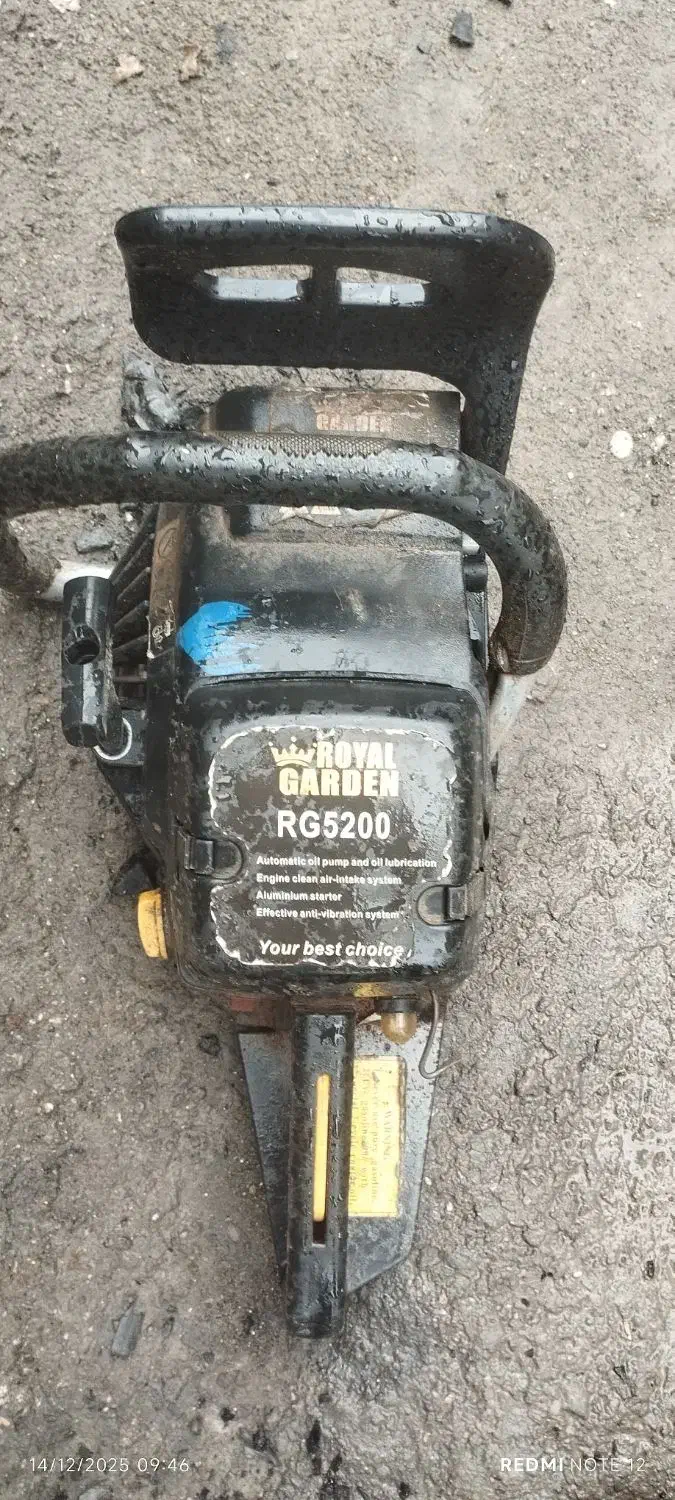 GARDEN
ROYAL
GARDEN
RG5200
Automatic oil pump and oil lubrication
Engine clean air-intake system
Aluminium starter
Effective anti-vibration system
Your best choice
WARNING
14/12/2025 09:46
REDMI NOTE 12